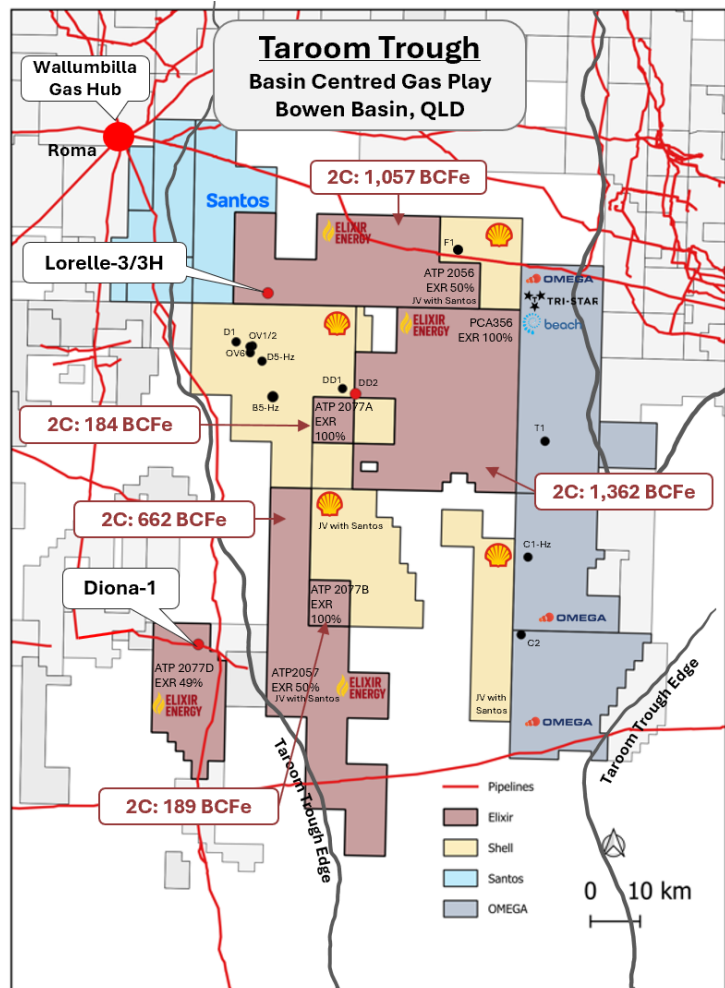 Taroom Trough
Basin Centred Gas Play
Bowen Basin, QLD
Wallumbilla
Gas Hub
Roma
2C: 1,057 BCFe
Santos
ELIXIR
ENERGY
F1
Lorelle-3/3H
ATP 2056
EXR 50%
JV with Santos
OMEGA
TRI-STAR
beach
ELIXIR
ENERGY
PCA356
EXR 100%
D1
OV1/2
OV6
D5-Hz
DD1
DD2
B5-Hz
ATP 2077A
EXR
100%
2C: 184 BCFe
T1
2C: 1,362 BCFe
2C: 662 BCFe
JV with Santos
C1-Hz
Diona-1
ATP 2077B
EXR
100%
OMEGA
C2
ATP 2077D
EXR 49%
ELIXIR
ENERGY
ATP2057
EXR 50%
JV with Santos
ELIXIR
ENERGY
JV with
Santos
OMEGA
Taroom Trough Edge
Taroom Trough Edge
2C: 189 BCFe
Pipelines
Elixir
Shell
Santos
OMEGA
0 10 km